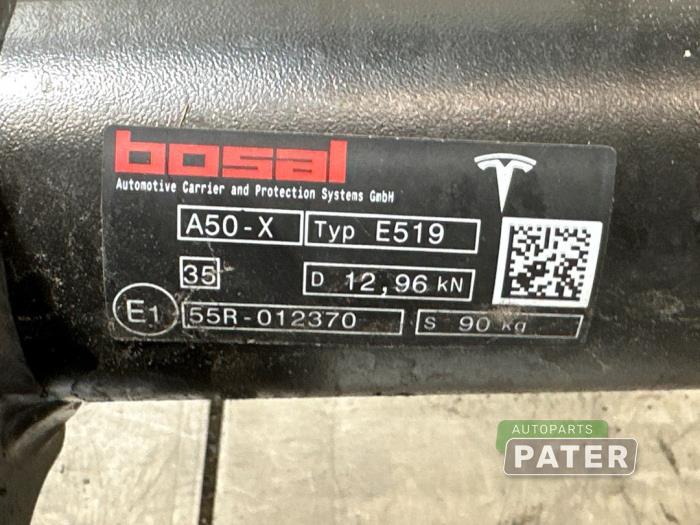 bosal
Automotive Carrier and Protection Systems GmbH
A50-X Typ E519
35 D 12,96 kN
E1 55R-012370 S 90 kg
AUTOPARTS
PATER